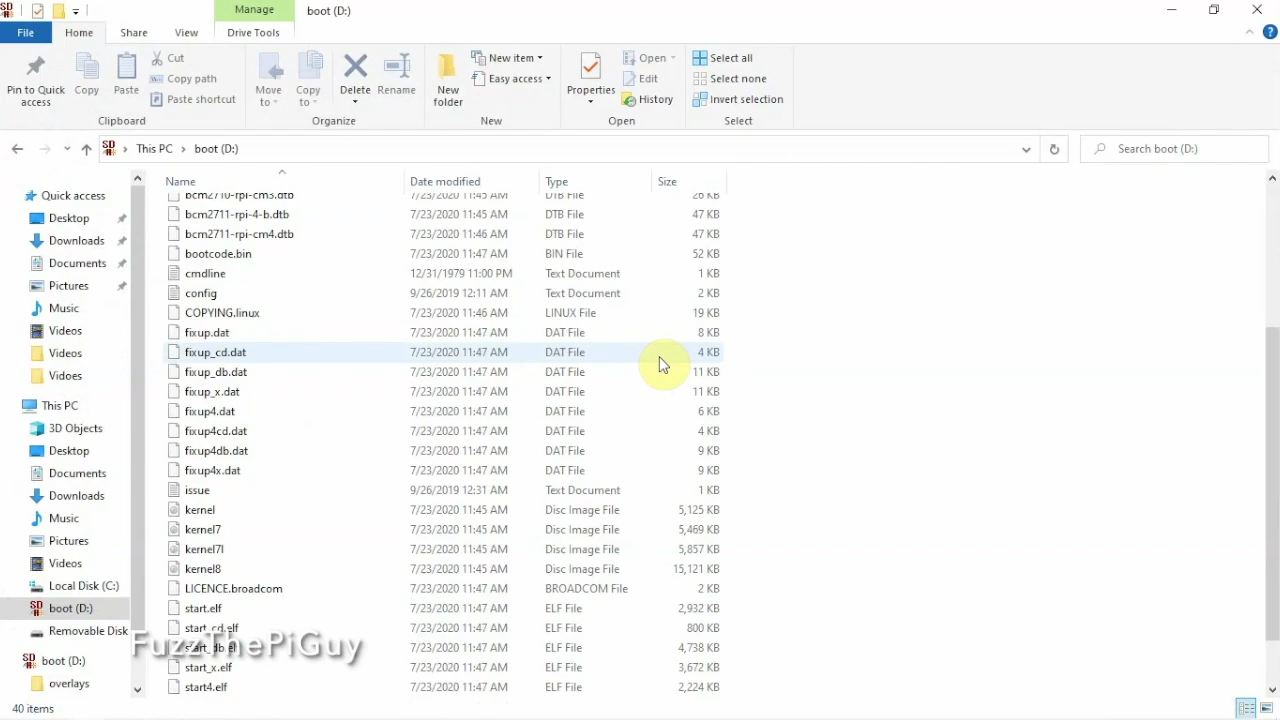 SD
Manage
boot (D:)
File
Home
Share
View
Drive Tools
Pin to Quick access
Copy
Paste
Cut
Copy path
Paste shortcut
Move to
Copy to
Delete
Rename
New folder
New item
Easy access
Properties
Open
Edit
History
Select all
Select none
Invert selection
Clipboard
Organize
New
Open
Select
SD
This PC > boot (D:)
Search boot (D:)
Name Date modified Type Size
bcm2710-rpi-cm3.dtb 7/23/2020 11:45 AM DTB File 26 KB
bcm2711-rpi-4-b.dtb 7/23/2020 11:45 AM DTB File 47 KB
bcm2711-rpi-cm4.dtb 7/23/2020 11:46 AM DTB File 47 KB
bootcode.bin 7/23/2020 11:47 AM BIN File 52 KB
cmdline 12/31/1979 11:00 PM Text Document 1 KB
config 9/26/2019 12:11 AM Text Document 2 KB
COPYING.linux 7/23/2020 11:46 AM LINUX File 19 KB
fixup.dat 7/23/2020 11:47 AM DAT File 8 KB
fixup_cd.dat 7/23/2020 11:47 AM DAT File 4 KB
fixup_db.dat 7/23/2020 11:47 AM DAT File 11 KB
fixup_x.dat 7/23/2020 11:47 AM DAT File 11 KB
fixup4.dat 7/23/2020 11:47 AM DAT File 6 KB
fixup4cd.dat 7/23/2020 11:47 AM DAT File 4 KB
fixup4db.dat 7/23/2020 11:47 AM DAT File 9 KB
fixup4x.dat 7/23/2020 11:47 AM DAT File 9 KB
issue 9/26/2019 12:31 AM Text Document 1 KB
kernel 7/23/2020 11:45 AM Disc Image File 5,125 KB
kernel7 7/23/2020 11:45 AM Disc Image File 5,469 KB
kernel7l 7/23/2020 11:45 AM Disc Image File 5,857 KB
kernel8 7/23/2020 11:45 AM Disc Image File 15,121 KB
LICENCE.broadcom 7/23/2020 11:47 AM BROADCOM File 2 KB
start.elf 7/23/2020 11:47 AM ELF File 2,932 KB
start_cd.elf 7/23/2020 11:47 AM ELF File 800 KB
start_db.elf 7/23/2020 11:47 AM ELF File 4,738 KB
start_x.elf 7/23/2020 11:47 AM ELF File 3,672 KB
start4.elf 7/23/2020 11:47 AM ELF File 2,224 KB
Quick access
Desktop
Downloads
Documents
Pictures
Music
Videos
Videos
Vidoes
This PC
3D Objects
Desktop
Documents
Downloads
Music
Pictures
Videos
Local Disk (C:)
boot (D:)
Removable Disk
boot (D:)
overlays
FuzzThePiGuy
40 items